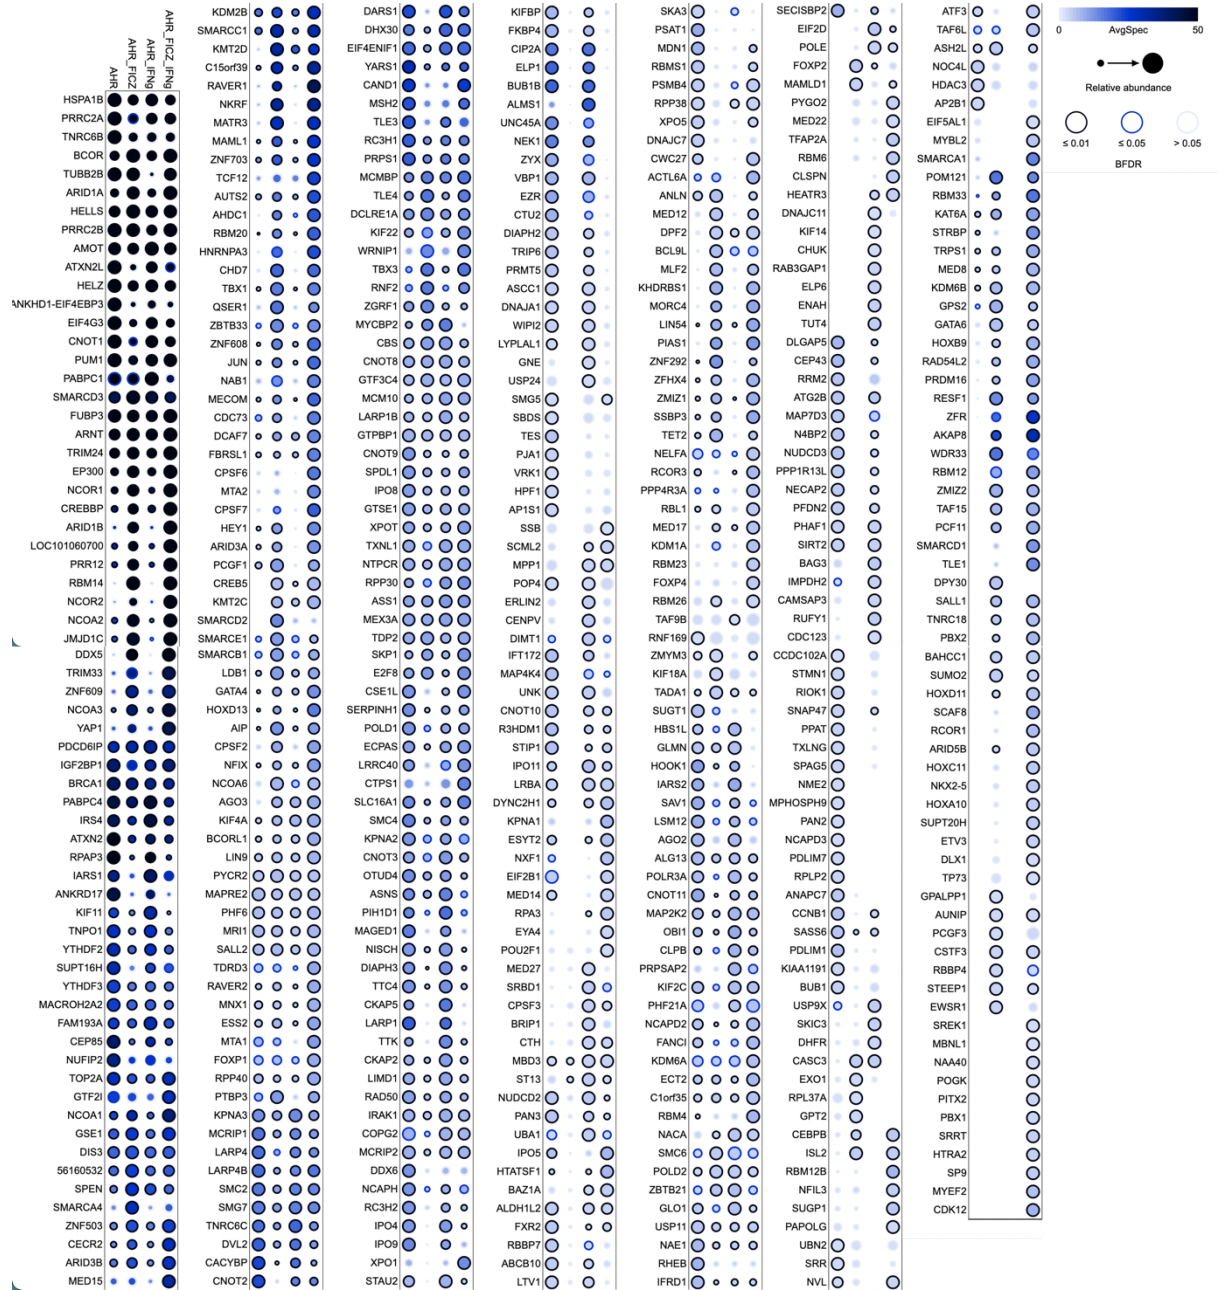 AHR
AHR_FICZ
AHR_IFNg
AHR_FICZ_IFNg
HSPA1B
PRRC2A
TNRC6B
BCOR
TUBB2B
ARID1A
HELLS
PRRC2B
AMOT
ATXN2L
HELZ
ANKHD1-EIF4EBP3
EIF4G3
CNOT1
PUM1
PABPC1
SMARCD3
FUBP3
ARNT
TRIM24
EP300
NCOR1
CREBBP
ARID1B
LOC101060700
PRR12
RBM14
NCOR2
NCOA2
JMJD1C
DDX5
TRIM33
ZNF609
NCOA3
YAP1
PDCD6IP
IGF2BP1
BRCA1
PABPC4
IRS4
ATXN2
RPAP3
IARS1
ANKRD17
KIF11
TNPO1
YTHDF2
SUPT16H
YTHDF3
MACROH2A2
FAM193A
CEP85
NUFIP2
TOP2A
GTF2I
NCOA1
GSE1
DIS3
56160532
SPEN
SMARCA4
ZNF503
CECR2
ARID3B
MED15
KDM2B
SMARCC1
KMT2D
C15orf39
RAVER1
NKRF
MATR3
MAML1
ZNF703
TCF12
AUTS2
AHDC1
RBM20
HNRNPA3
CHD7
TBX1
QSER1
ZBTB33
ZNF608
JUN
NAB1
MECOM
CDC73
DCAF7
FBRSL1
CPSF6
MTA2
CPSF7
HEY1
ARID3A
PCGF1
CREB5
KMT2C
SMARCD2
SMARCE1
SMARCB1
LDB1
GATA4
HOXD13
AIP
CPSF2
NFIX
NCOA6
AGO3
KIF4A
BCORL1
LIN9
PYCR2
MAPRE2
PHF6
MRI1
SALL2
TDRD3
RAVER2
MNX1
ESS2
MTA1
FOXP1
RPP40
PTBP3
KPNA3
MCRIP1
LARP4
LARP4B
SMC2
SMG7
TNRC6C
DVL2
CACYBP
CNOT2
DARS1
DHX30
EIF4ENIF1
YARS1
CAND1
MSH2
TLE3
RC3H1
PRPS1
MCMBP
TLE4
DCLRE1A
KIF22
WRNIP1
TBX3
RNF2
ZGRF1
MYCBP2
CBS
CNOT8
GTF3C4
MCM10
LARP1B
GTPBP1
CNOT9
SPDL1
IPO8
GTSE1
XPOT
TXNL1
NTPCR
RPP30
ASS1
MEX3A
TDP2
SKP1
E2F8
CSE1L
SERPINH1
POLD1
ECPAS
LRRC40
CTPS1
SLC16A1
SMC4
KPNA2
CNOT3
OTUD4
ASNS
PIH1D1
MAGED1
NISCH
DIAPH3
TTC4
CKAP5
LARP1
TTK
CKAP2
LIMD1
RAD50
IRAK1
COPG2
MCRIP2
DDX6
NCAPH
RC3H2
IPO4
IPO9
XPO1
STAU2
KIFBP
FKBP4
CIP2A
ELP1
BUB1B
ALMS1
UNC45A
NEK1
ZYX
VBP1
EZR
CTU2
DIAPH2
TRIP6
PRMT5
ASCC1
DNAJA1
WIPI2
LYPLAL1
GNE
USP24
SMG5
SBDS
TES
PJA1
VRK1
HPF1
AP1S1
SSB
SCML2
MPP1
POP4
ERLIN2
CENPV
DIMT1
IFT172
MAP4K4
UNK
CNOT10
R3HDM1
STIP1
IPO11
LRBA
DYNC2H1
KPNA1
ESYT2
NXF1
EIF2B1
MED14
RPA3
EYA4
POU2F1
MED27
SRBD1
CPSF3
BRIP1
CTH
MBD3
ST13
NUDCD2
PAN3
UBA1
IPO5
HTATSF1
BAZ1A
ALDH1L2
FXR2
RBBP7
ABCB10
LTV1
SKA3
PSAT1
MDN1
RBMS1
PSMB4
RPP38
XPO5
DNAJC7
CWC27
ACTL6A
ANLN
MED12
DPF2
BCL9L
MLF2
KHDRBS1
MORC4
LIN54
PIAS1
ZNF292
ZFHX4
ZMIZ1
SSBP3
TET2
NELFA
RCOR3
PPP4R3A
RBL1
MED17
KDM1A
RBM23
FOXP4
RBM26
TAF9B
RNF169
ZMYM3
KIF18A
TADA1
SUGT1
HBS1L
GLMN
HOOK1
IARS2
SAV1
LSM12
AGO2
ALG13
POLR3A
CNOT11
MAP2K2
OBI1
CLPB
PRPSAP2
KIF2C
PHF21A
NCAPD2
FANCI
KDM6A
ECT2
C1orf35
RBM4
NACA
SMC6
POLD2
ZBTB21
GLO1
USP11
NAE1
RHEB
IFRD1
SECISBP2
EIF2D
POLE
FOXP2
MAMLD1
PYGO2
MED22
TFAP2A
RBM6
CLSPN
HEATR3
DNAJC11
KIF14
CHUK
RAB3GAP1
ELP6
ENAH
TUT4
DLGAP5
CEP43
RRM2
ATG2B
MAP7D3
N4BP2
NUDCD3
PPP1R13L
NECAP2
PFDN2
PHAF1
SIRT2
BAG3
IMPDH2
CAMSAP3
RUFY1
CDC123
CCDC102A
STMN1
RIOK1
SNAP47
PPAT
TXLNG
SPAG5
NME2
MPHOSPH9
PAN2
NCAPD3
PDLIM7
RPLP2
ANAPC7
CCNB1
SASS6
PDLIM1
KIAA1191
BUB1
USP9X
SKIC3
DHFR
CASC3
EXO1
RPL37A
GPT2
CEBPB
ISL2
RBM12B
NFIL3
SUGP1
PAPOLG
UBN2
SRR
NVL
ATF3
TAF6L
ASH2L
NOC4L
HDAC3
AP2B1
EIF5AL1
MYBL2
SMARCA1
POM121
RBM33
KAT6A
STRBP
TRPS1
MED8
KDM6B
GPS2
GATA6
HOXB9
RAD54L2
PRDM16
RESF1
ZFR
AKAP8
WDR33
RBM12
ZMIZ2
TAF15
PCF11
SMARCD1
TLE1
DPY30
SALL1
TNRC18
PBX2
BAHCC1
SUMO2
HOXD11
SCAF8
RCOR1
ARID5B
HOXC11
NKX2-5
HOXA10
SUPT20H
ETV3
DLX1
TP73
GPALPP1
AUNIP
PCGF3
CSTF3
RBBP4
STEEP1
EWSR1
SREK1
MBNL1
NAA40
POGK
PITX2
PBX1
SRRT
HTRA2
SP9
MYEF2
CDK12
0 AvgSpec 50
Relative abundance
≤ 0.01 ≤ 0.05 > 0.05
BFDR